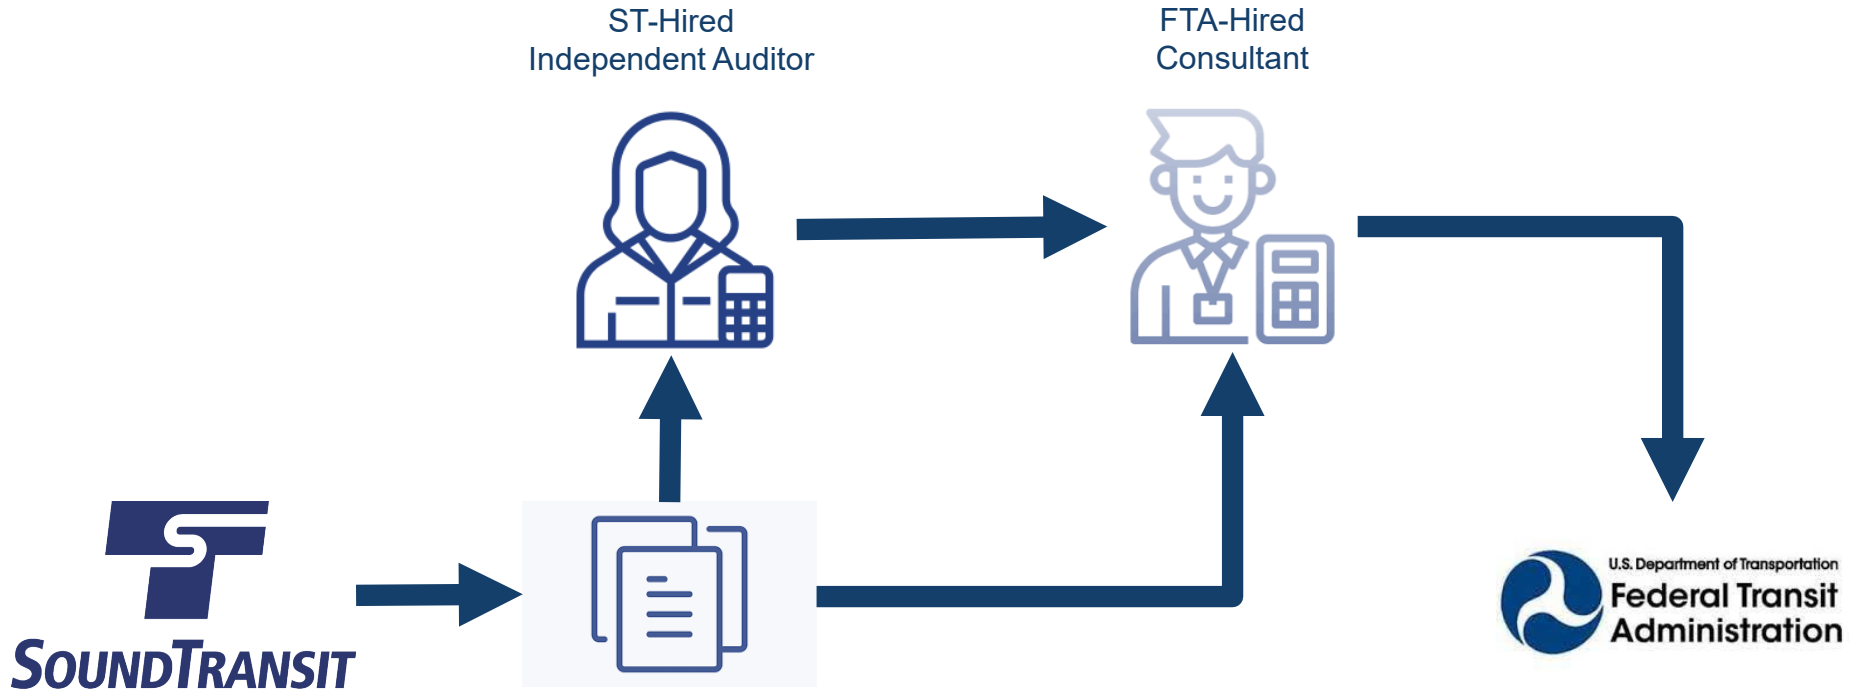 ST-Hired
Independent Auditor
FTA-Hired
Consultant
SOUNDTRANSIT
U.S. Department of Transportation
Federal Transit
Administration